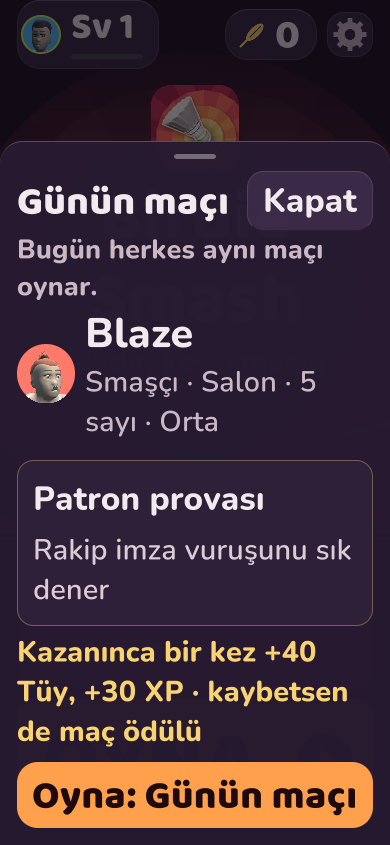 Sv 1
0
Günün maçı
Kapat
Bugün herkes aynı maçı
oynar.
Blaze
Smaşçı · Salon · 5
sayı · Orta
Patron provası
Rakip imza vuruşunu sık
dener
Kazanınca bir kez +40
Tüy, +30 XP · kaybetsen
de maç ödülü
Oyna: Günün maçı